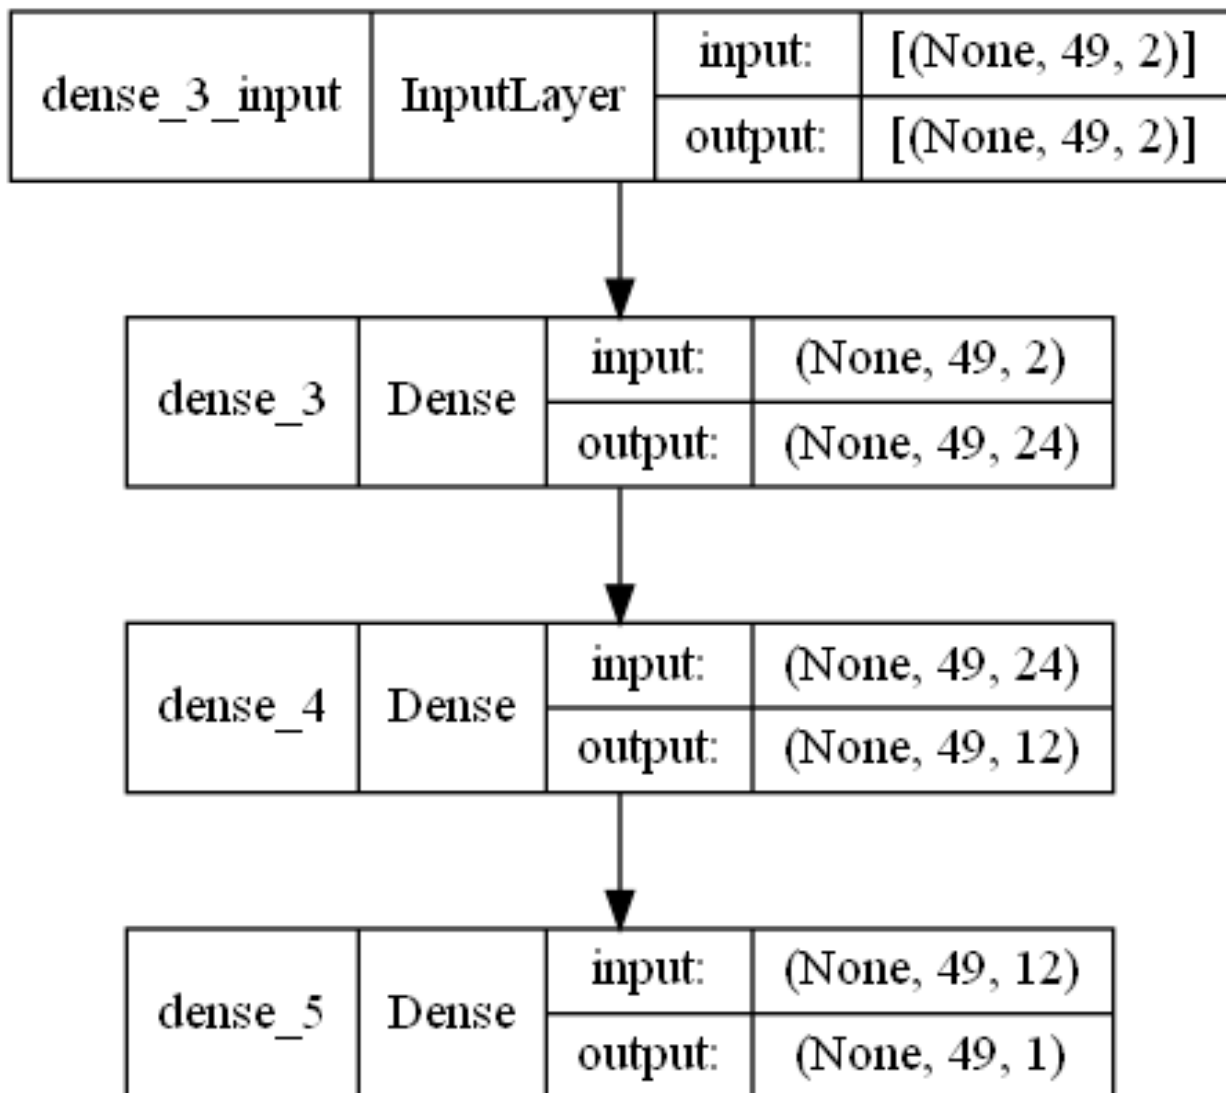 dense_3_input InputLayer input: [(None, 49, 2)]
output: [(None, 49, 2)]
dense_3 Dense input: (None, 49, 2)
output: (None, 49, 24)
dense_4 Dense input: (None, 49, 24)
output: (None, 49, 12)
dense_5 Dense input: (None, 49, 12)
output: (None, 49, 1)